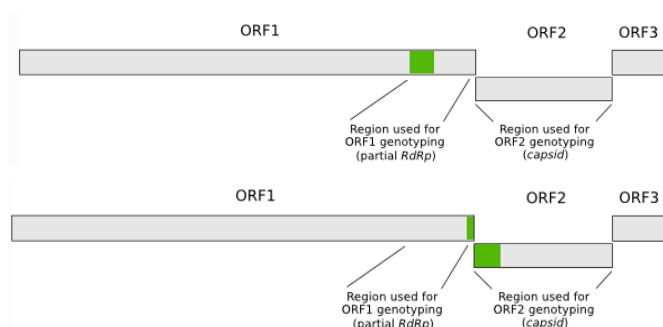 ORF1
ORF2
ORF3
Region used for
ORF1 genotyping
(partial RdRp)
Region used for
ORF2 genotyping
(capsid)
ORF1
ORF2
ORF3
Region used for
ORF1 genotyping
(partial RdRp)
Region used for
ORF2 genotyping
(capsid)